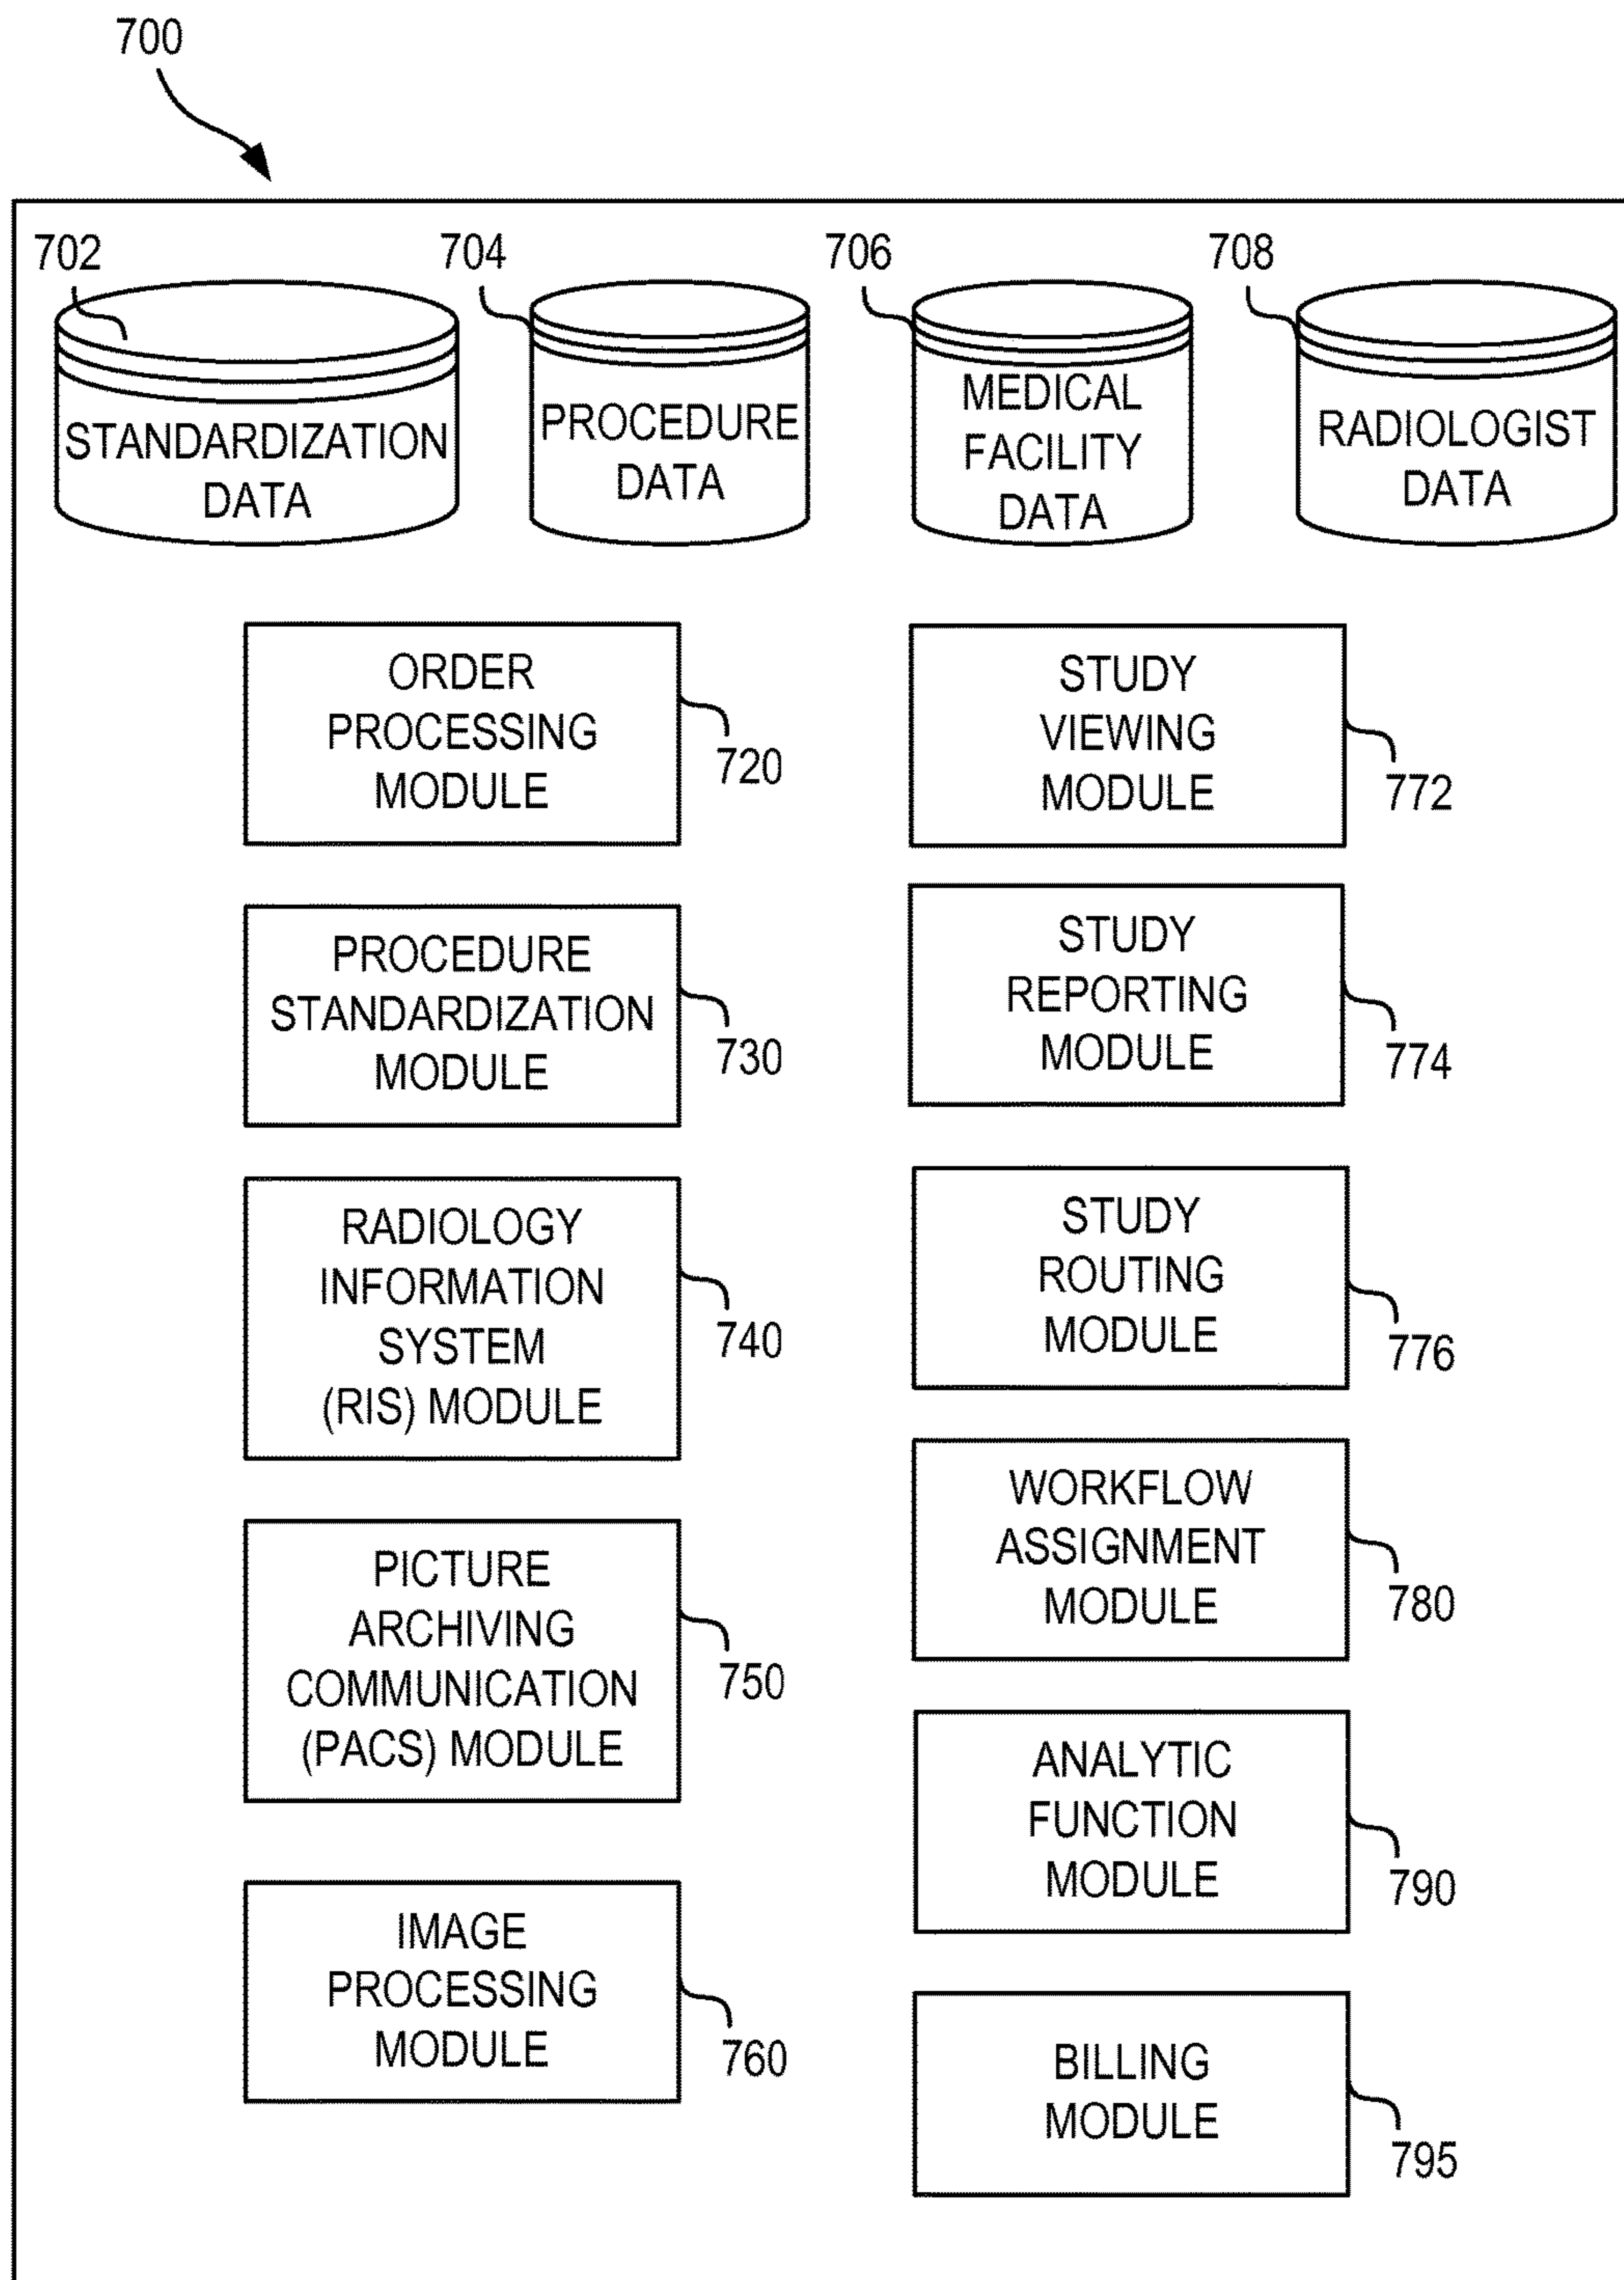 700
702
704
706
708
STANDARDIZATION
DATA
PROCEDURE
DATA
MEDICAL
FACILITY
DATA
RADIOLOGIST
DATA
ORDER
PROCESSING
MODULE
720
STUDY
VIEWING
MODULE
772
PROCEDURE
STANDARDIZATION
MODULE
730
STUDY
REPORTING
MODULE
774
RADIOLOGY
INFORMATION
SYSTEM
(RIS) MODULE
740
STUDY
ROUTING
MODULE
776
PICTURE
ARCHIVING
COMMUNICATION
(PACS) MODULE
750
WORKFLOW
ASSIGNMENT
MODULE
780
ANALYTIC
FUNCTION
MODULE
790
IMAGE
PROCESSING
MODULE
760
BILLING
MODULE
795